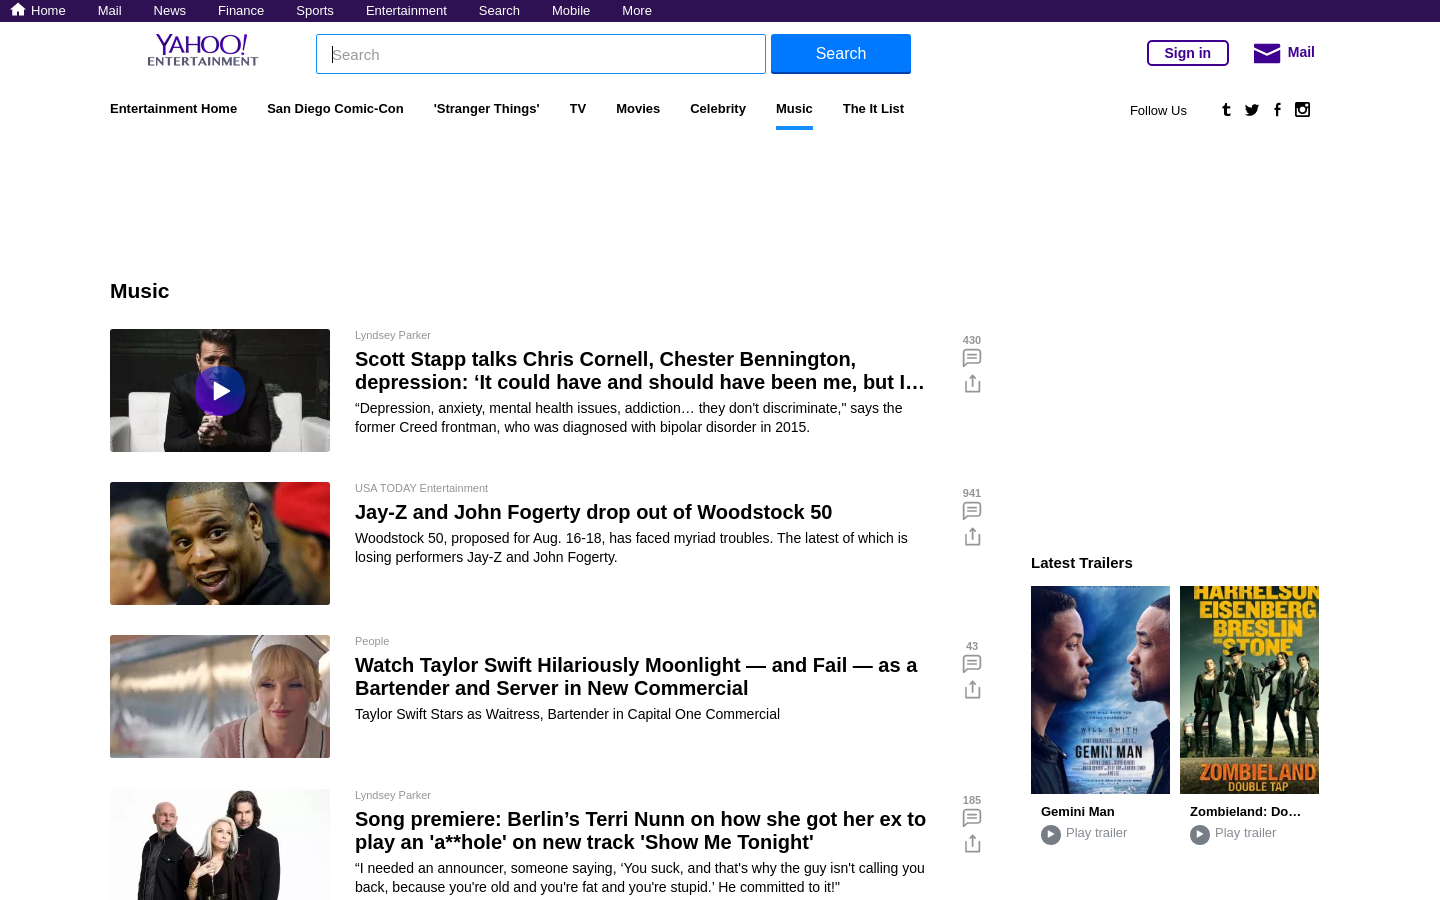 Home Mail News Finance Sports Entertainment Search Mobile More
YAHOO!
ENTERTAINMENT
Search
Search
Sign in
Mail
Entertainment Home San Diego Comic-Con 'Stranger Things' TV Movies Celebrity Music The It List
Follow Us
Music
Lyndsey Parker
Scott Stapp talks Chris Cornell, Chester Bennington,
depression: ‘It could have and should have been me, but I…
“Depression, anxiety, mental health issues, addiction… they don't discriminate," says the
former Creed frontman, who was diagnosed with bipolar disorder in 2015.
430
USA TODAY Entertainment
Jay-Z and John Fogerty drop out of Woodstock 50
Woodstock 50, proposed for Aug. 16-18, has faced myriad troubles. The latest of which is
losing performers Jay-Z and John Fogerty.
941
People
Watch Taylor Swift Hilariously Moonlight — and Fail — as a
Bartender and Server in New Commercial
Taylor Swift Stars as Waitress, Bartender in Capital One Commercial
43
Lyndsey Parker
Song premiere: Berlin’s Terri Nunn on how she got her ex to
play an 'a**hole' on new track 'Show Me Tonight'
“I needed an announcer, someone saying, ‘You suck, and that's why the guy isn't calling you
back, because you're old and you're fat and you're stupid.’ He committed to it!"
185
Latest Trailers
WHO WILL SAVE YOU
FROM YOURSELF
WILL SMITH
GEMINI MAN
HARRELSON
EISENBERG
BRESLIN
AND
STONE
ZOMBIELAND
DOUBLE TAP
Gemini Man
Play trailer
Zombieland: Do…
Play trailer